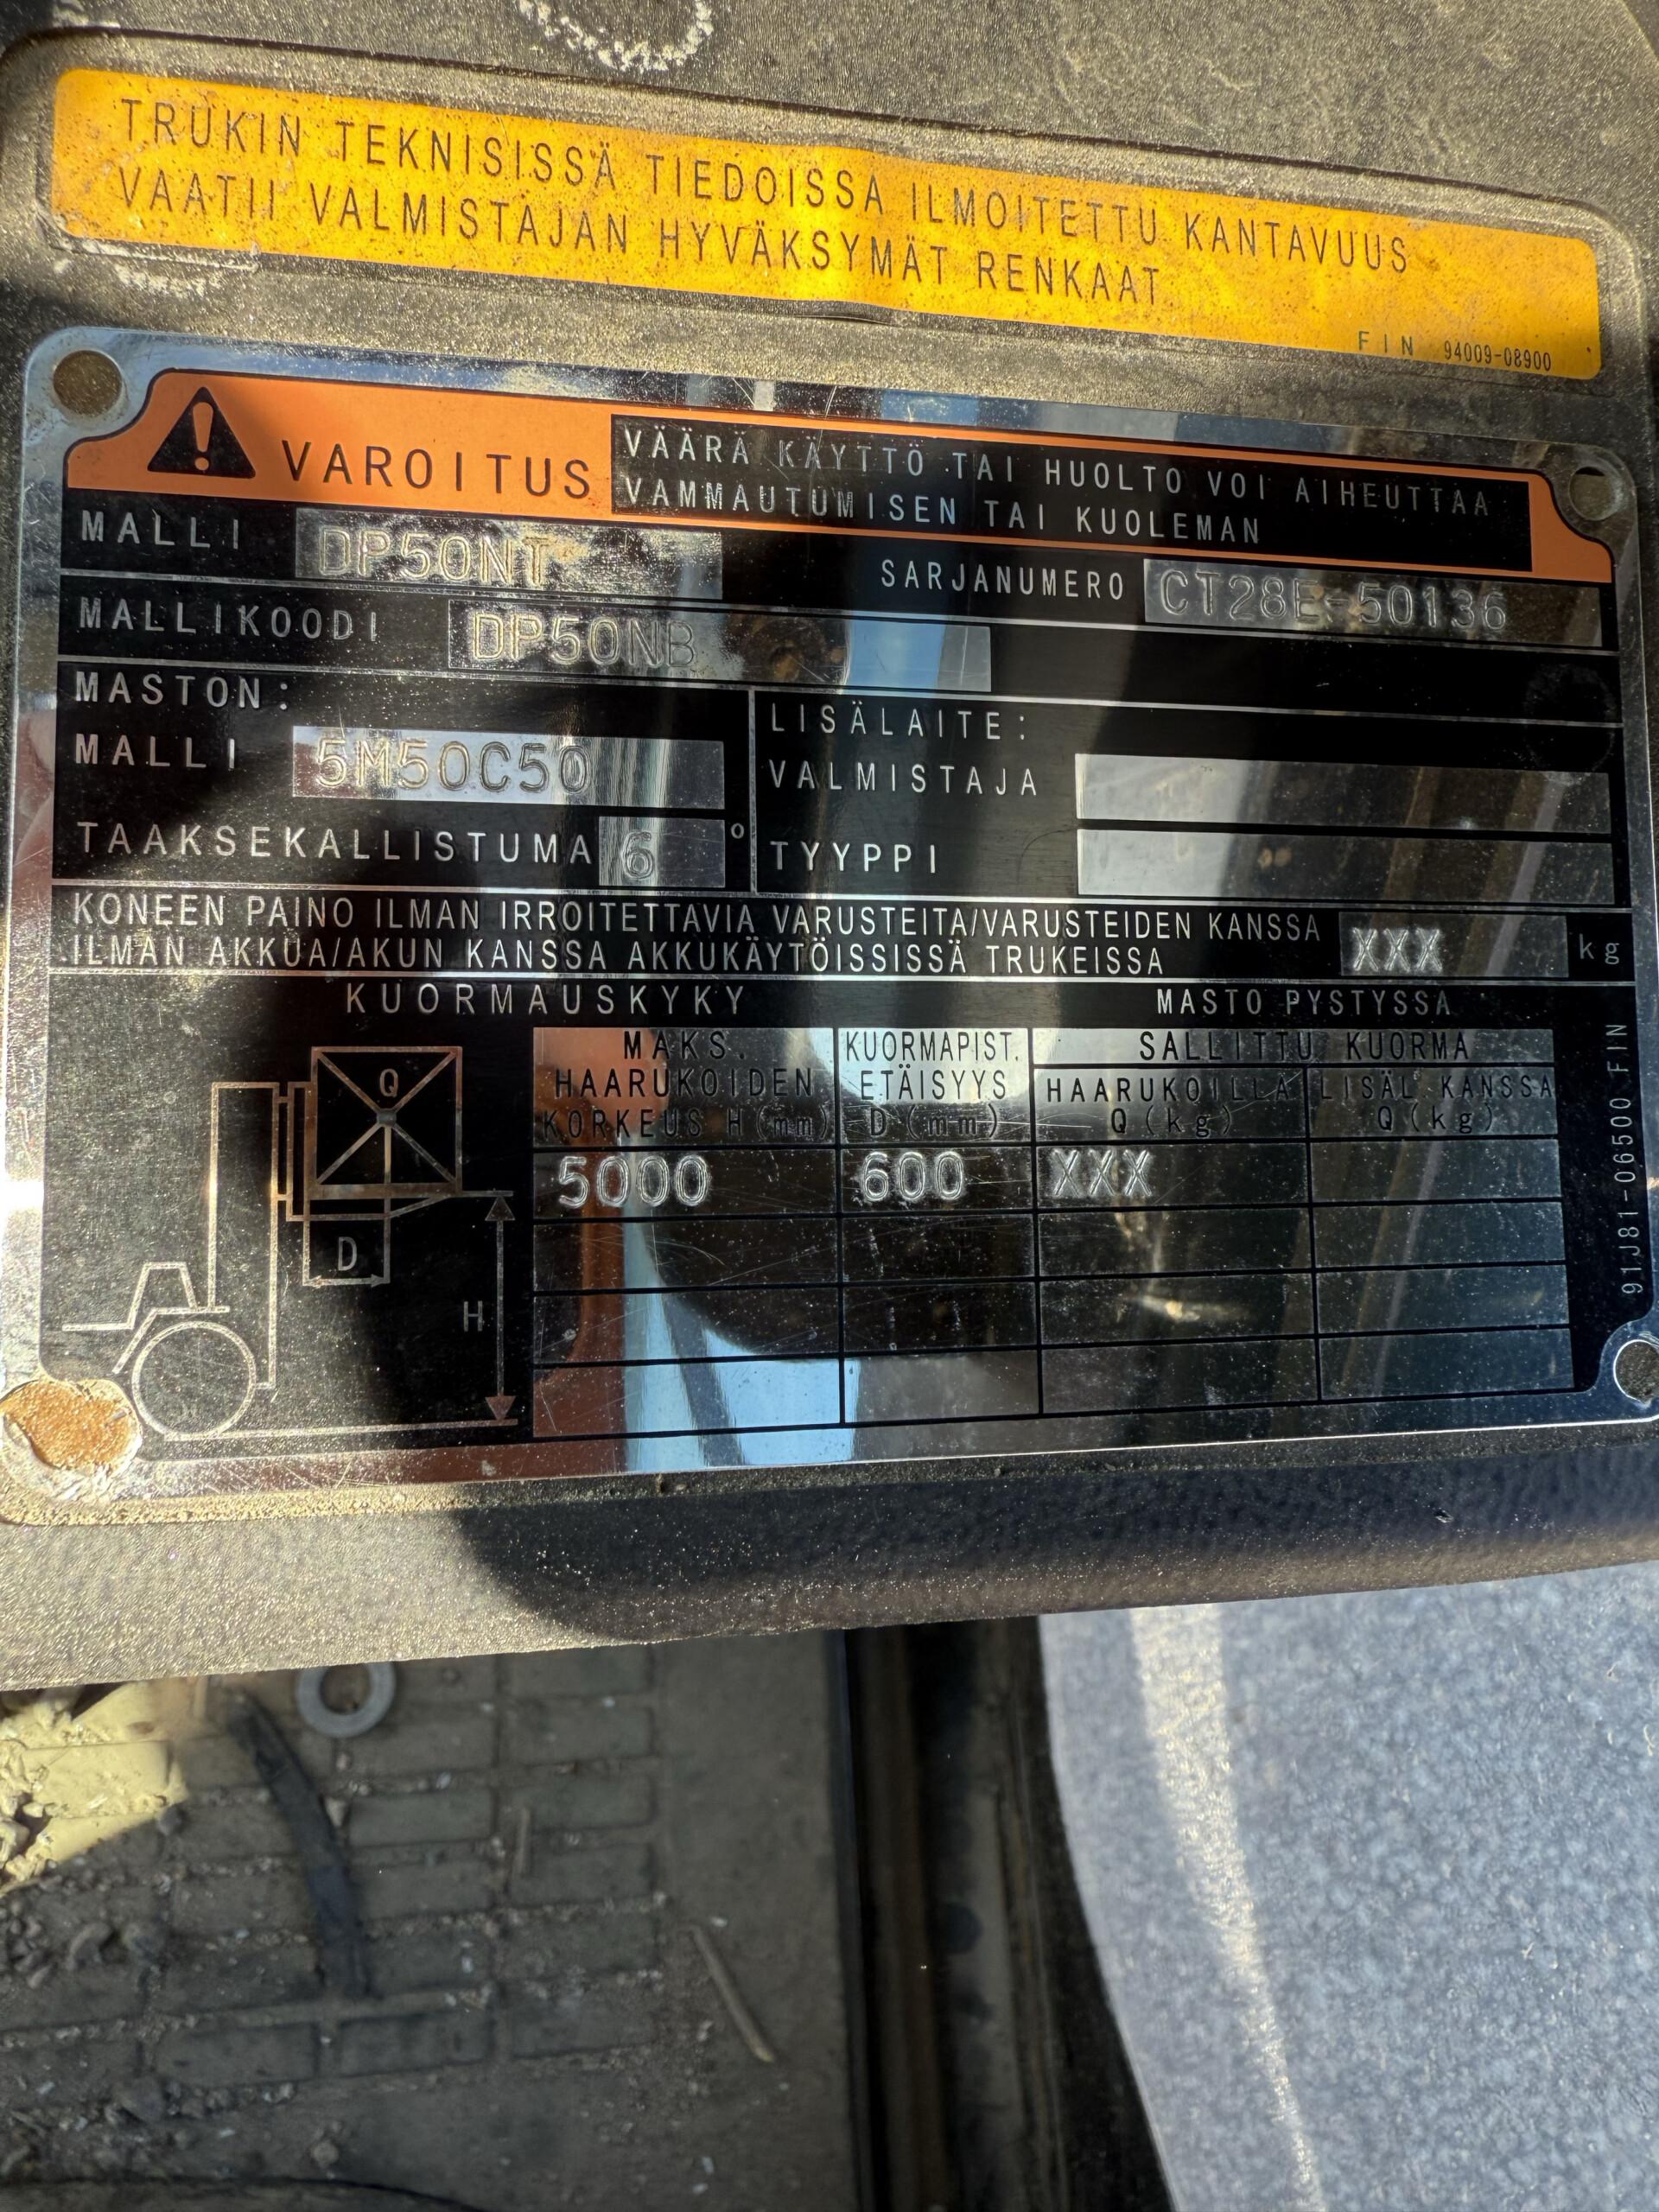 TRUKIN TEKNISISSÄ TIEDOISSA ILMOITETTU KANTAVUUS
VAATII VALMISTAJAN HYVÄKSYMÄT RENKAAT
FIN 94009-08900
VAROITUS
VÄÄRÄ KÄYTTÖ TAI HUOLTO VOI AIHEUTTAA
VAMMAUTUMISEN TAI KUOLEMAN
MALLI DP50NT
SARJANUMERO CT28E-50136
MALLIKOODI DP50NB
MASTON:
MALLI 5M50C50
TAAKSEKALLISTUMA 6 °
LISÄLAITE:
VALMISTAJA
TYYPPI
KONEEN PAINO ILMAN IRROITETTAVIA VARUSTEITA/VARUSTEIDEN KANSSA
ILMAN AKKUA/AKUN KANSSA AKKUKÄYTÖISSISSÄ TRUKEISSA
XXX kg
KUORMAUSKYKY
MASTO PYSTYSSA
MAKS.
HAARUKOIDEN
KORKEUS H (mm)
KUORMAPIST.
ETÄISYYS
D (mm)
SALLITTU KUORMA
HAARUKOILLA
Q (kg)
LISÄL. KANSSA
Q (kg)
5000 600 XXX
Q
D
H
91J81-06500 FIN